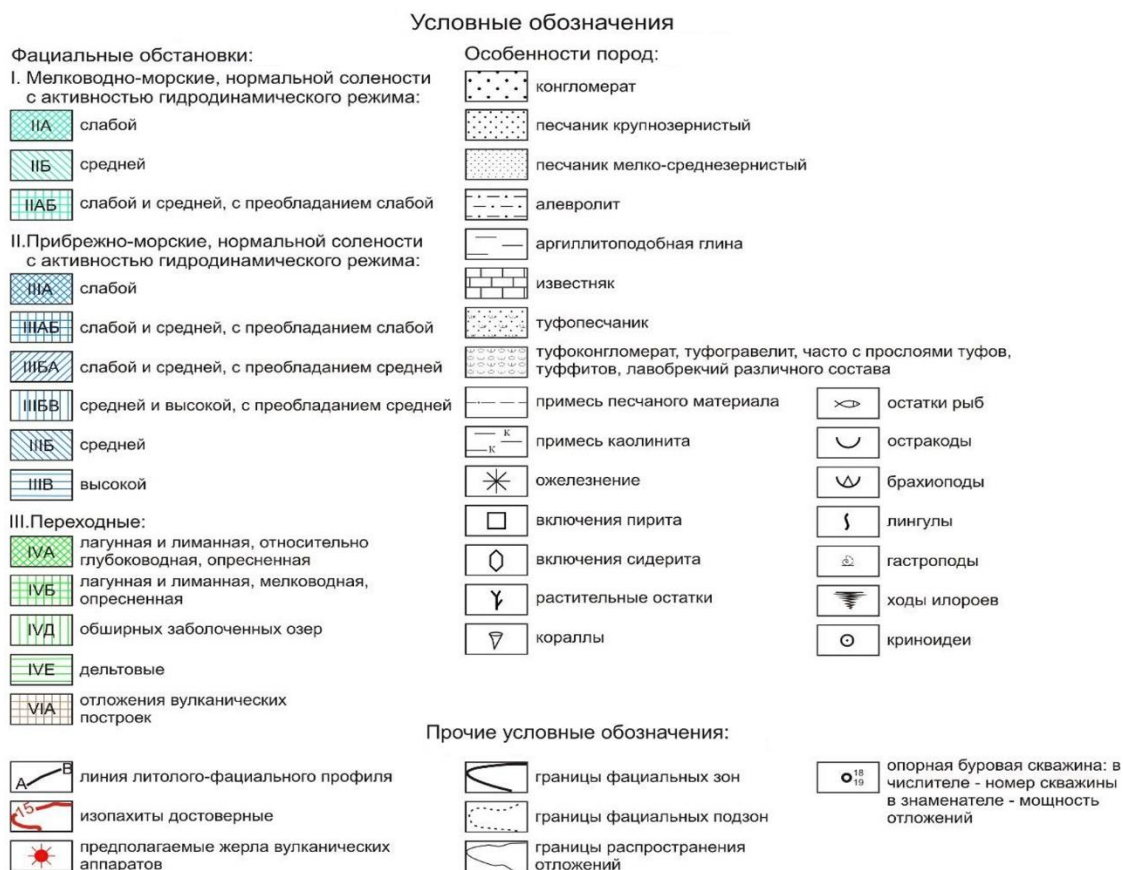 Условные обозначения
Фациальные обстановки:
I. Мелководно-морские, нормальной солености
с активностью гидродинамического режима:
IIА слабой
IIБ средней
IIАБ слабой и средней, с преобладанием слабой
II.Прибрежно-морские, нормальной солености
с активностью гидродинамического режима:
IIIА слабой
IIIАБ слабой и средней, с преобладанием слабой
IIIБА слабой и средней, с преобладанием средней
IIIБВ средней и высокой, с преобладанием средней
IIIБ средней
IIIВ высокой
III.Переходные:
IVА лагунная и лиманная, относительно
глубоководная, опресненная
IVБ лагунная и лиманная, мелководная,
опресненная
IVД обширных заболоченных озер
IVЕ дельтовые
VIА отложения вулканических
построек
Особенности пород:
конгломерат
песчаник крупнозернистый
песчаник мелко-среднезернистый
алевролит
аргиллитоподобная глина
известняк
туфопесчаник
туфоконгломерат, туфогравелит, часто с прослоями туфов,
туффитов, лавобрекчий различного состава
примесь песчаного материала
К К примесь каолинита
ожелезнение
включения пирита
включения сидерита
растительные остатки
кораллы
остатки рыб
остракоды
брахиоподы
лингулы
гастроподы
ходы илороев
криноидеи
Прочие условные обозначения:
А В линия литолого-фациального профиля
15 изопахиты достоверные
предполагаемые жерла вулканических
аппаратов
границы фациальных зон
границы фациальных подзон
границы распространения
отложений
18
19
опорная буровая скважина: в
числителе - номер скважины
в знаменателе - мощность
отложений